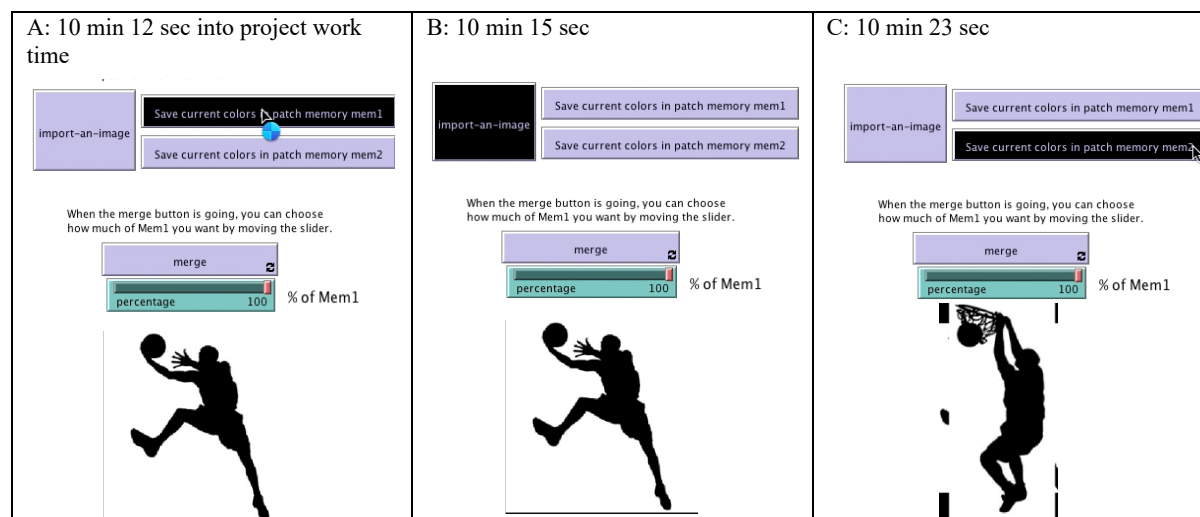 A: 10 min 12 sec into project work
time
import-an-image
Save current colors in patch memory mem1
Save current colors in patch memory mem2
When the merge button is going, you can choose
how much of Mem1 you want by moving the slider.
merge
percentage 100
% of Mem1
B: 10 min 15 sec
import-an-image
Save current colors in patch memory mem1
Save current colors in patch memory mem2
When the merge button is going, you can choose
how much of Mem1 you want by moving the slider.
merge
percentage 100
% of Mem1
C: 10 min 23 sec
import-an-image
Save current colors in patch memory mem1
Save current colors in patch memory mem2
When the merge button is going, you can choose
how much of Mem1 you want by moving the slider.
merge
percentage 100
% of Mem1